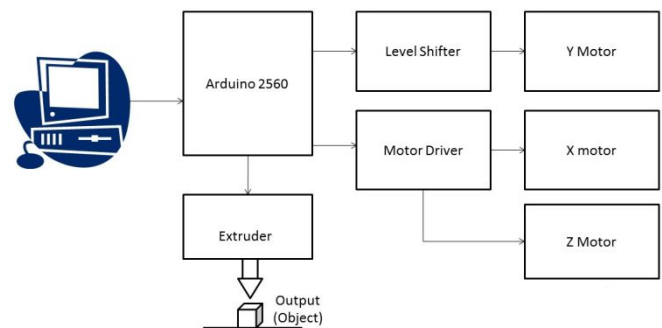 Arduino 2560
Level Shifter
Y Motor
Motor Driver
X motor
Z Motor
Extruder
Output
(Object)